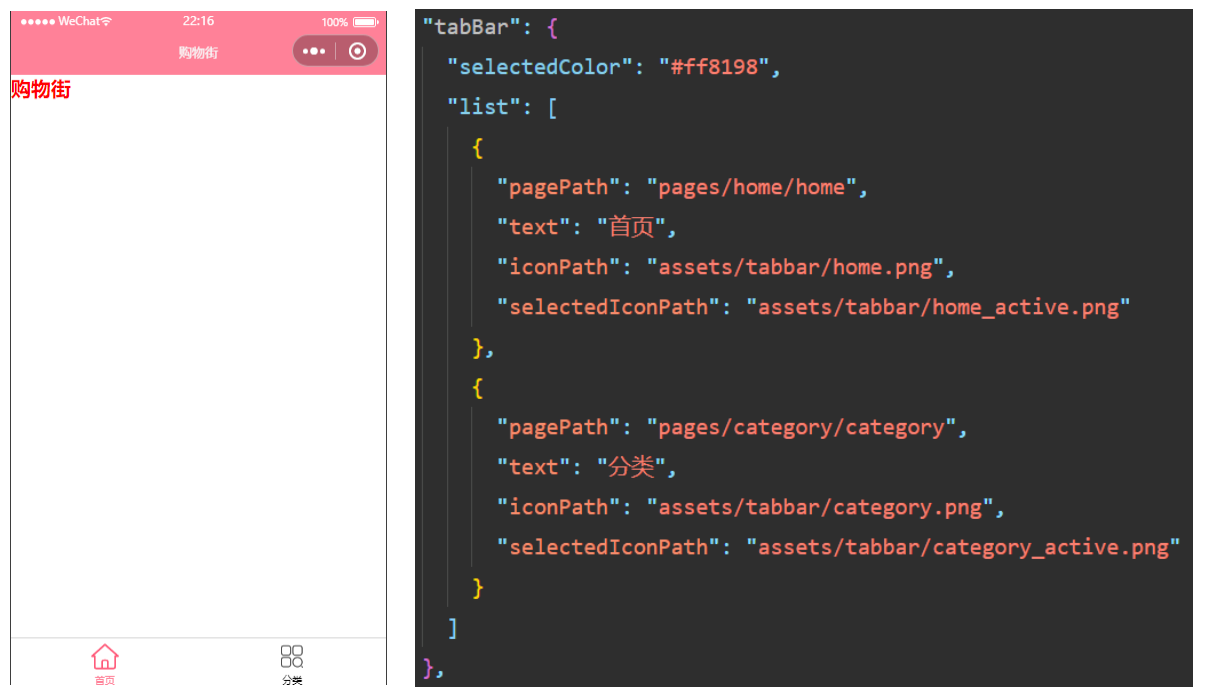 ●●●●● WeChat 22:16 100%
购物街
购物街
首页 分类
"tabBar": {
"selectedColor": "#ff8198",
"list": [
{
"pagePath": "pages/home/home",
"text": "首页",
"iconPath": "assets/tabbar/home.png",
"selectedIconPath": "assets/tabbar/home_active.png"
},
{
"pagePath": "pages/category/category",
"text": "分类",
"iconPath": "assets/tabbar/category.png",
"selectedIconPath": "assets/tabbar/category_active.png"
}
]
},